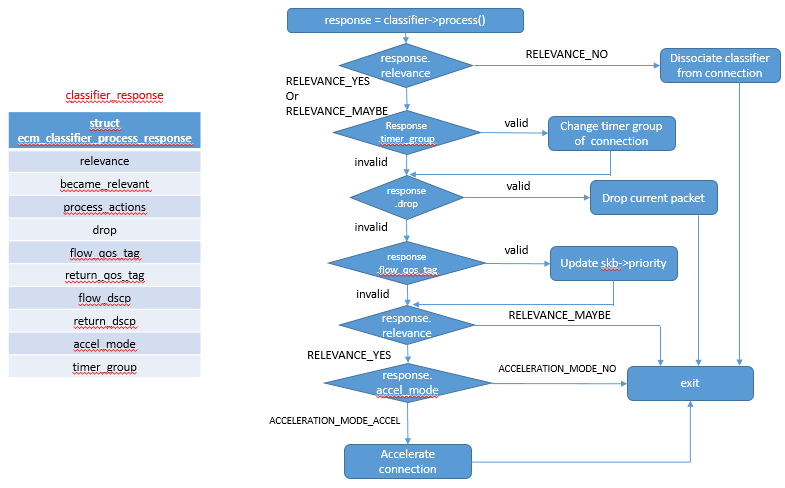 classifier_response
struct
ecm_classifier_process_response
relevance
became_relevant
process_actions
drop
flow_qos_tag
return_qos_tag
flow_dscp
return_dscp
accel_mode
timer_group
response = classifier->process()
response.
relevance
RELEVANCE_NO
Dissociate classifier
from connection
RELEVANCE_YES
Or
RELEVANCE_MAYBE
Response
.timer_group
valid
Change timer group
of connection
invalid
response
.drop
valid
Drop current packet
invalid
response
.flow_qos_tag
valid
Update skb->priority
invalid
response.
relevance
RELEVANCE_MAYBE
RELEVANCE_YES
response.
accel_mode
ACCELERATION_MODE_NO
exit
ACCELERATION_MODE_ACCEL
Accelerate
connection